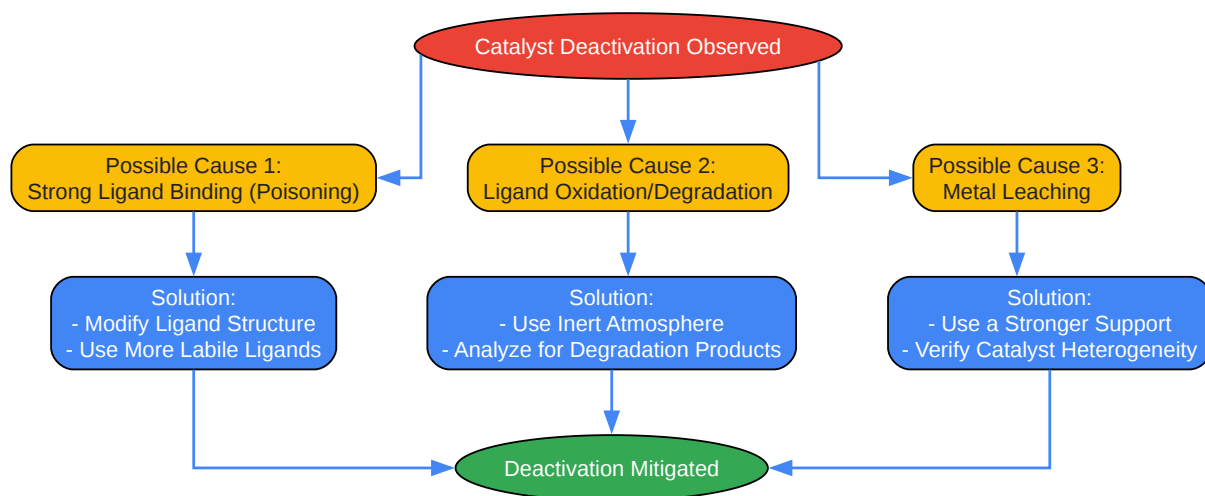 Catalyst Deactivation Observed
Possible Cause 1:
Strong Ligand Binding (Poisoning)
Possible Cause 2:
Ligand Oxidation/Degradation
Possible Cause 3:
Metal Leaching
Solution:
- Modify Ligand Structure
- Use More Labile Ligands
Solution:
- Use Inert Atmosphere
- Analyze for Degradation Products
Solution:
- Use a Stronger Support
- Verify Catalyst Heterogeneity
Deactivation Mitigated